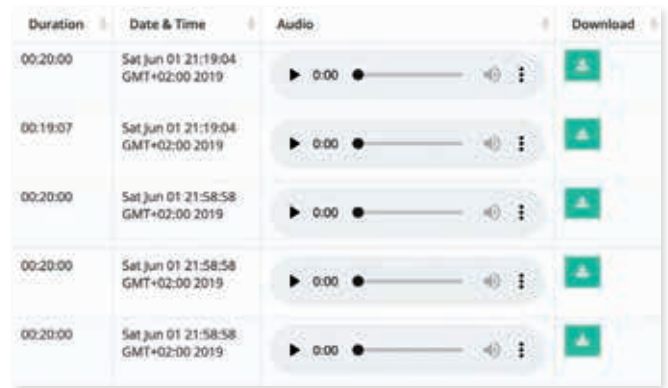 Duration Date & Time Audio Download
00:20:00 Sat Jun 01 21:19:04
GMT+02:00 2019
0:00
00:19:07 Sat Jun 01 21:19:04
GMT+02:00 2019
0:00
00:20:00 Sat Jun 01 21:58:58
GMT+02:00 2019
0:00
00:20:00 Sat Jun 01 21:58:58
GMT+02:00 2019
0:00
00:20:00 Sat Jun 01 21:58:58
GMT+02:00 2019
0:00